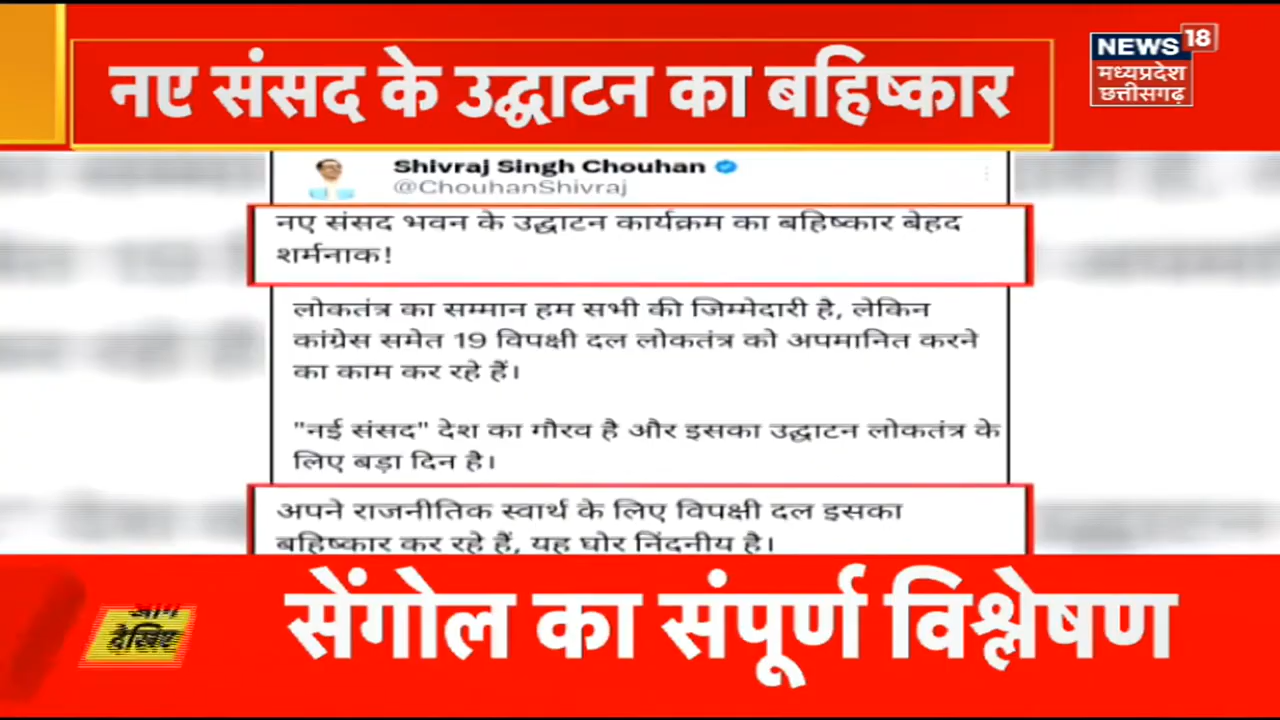 नए संसद के उद्घाटन का बहिष्कार
NEWS 18
मध्यप्रदेश
छत्तीसगढ़
Shivraj Singh Chouhan
@ChouhanShivraj
नए संसद भवन के उद्घाटन कार्यक्रम का बहिष्कार बेहद
शर्मनाक!
लोकतंत्र का सम्मान हम सभी की जिम्मेदारी है, लेकिन
कांग्रेस समेत 19 विपक्षी दल लोकतंत्र को अपमानित करने
का काम कर रहे हैं।
"नई संसद" देश का गौरव है और इसका उद्घाटन लोकतंत्र के
लिए बड़ा दिन है।
अपने राजनीतिक स्वार्थ के लिए विपक्षी दल इसका
बहिष्कार कर रहे हैं, यह घोर निंदनीय है।
देखिए
सेंगोल का संपूर्ण विश्लेषण